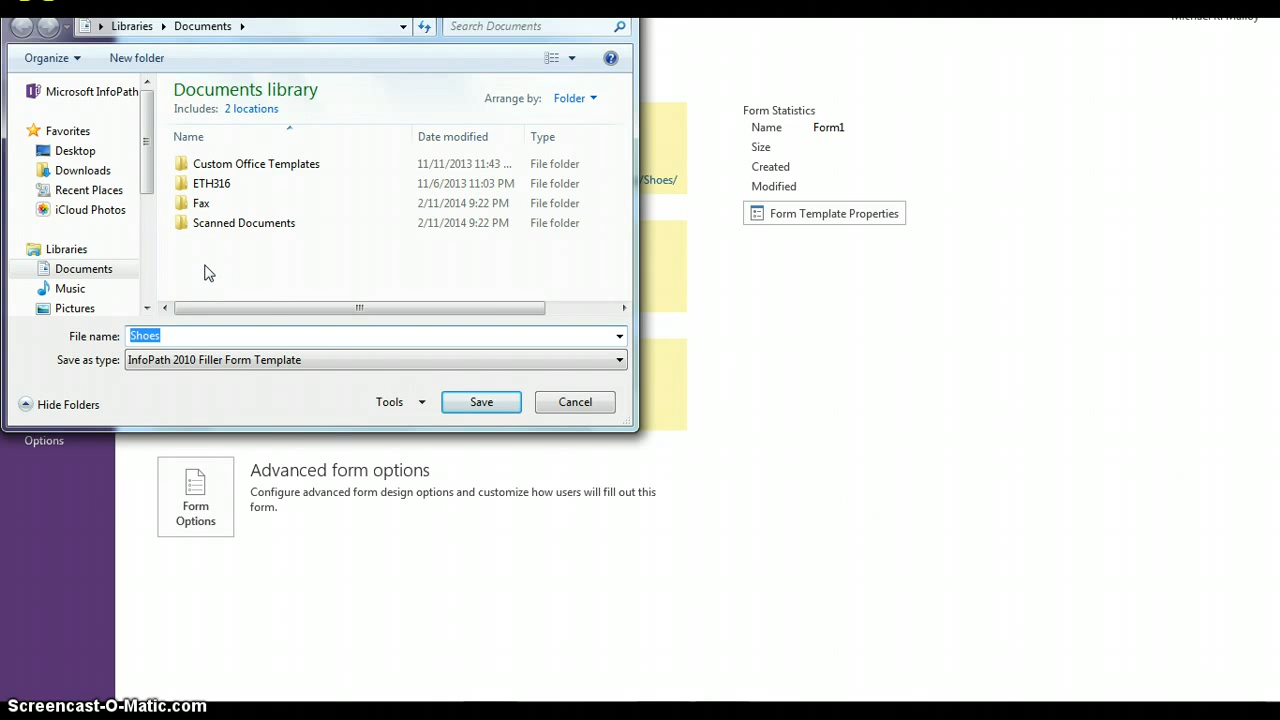 Libraries Documents Search Documents
Organize New folder
Microsoft InfoPath
Favorites
Desktop
Downloads
Recent Places
iCloud Photos
Libraries
Documents
Music
Pictures
Documents library
Includes: 2 locations
Arrange by: Folder
Name Date modified Type
Custom Office Templates 11/11/2013 11:43 ... File folder
ETH316 11/6/2013 11:03 PM File folder
Fax 2/11/2014 9:22 PM File folder
Scanned Documents 2/11/2014 9:22 PM File folder
File name: Shoes
Save as type: InfoPath 2010 Filler Form Template
Hide Folders Tools Save Cancel
/Shoes/
Form Statistics
Name Form1
Size
Created
Modified
Form Template Properties
Options
Form
Options
Advanced form options
Configure advanced form design options and customize how users will fill out this
form.
Screencast-O-Matic.com